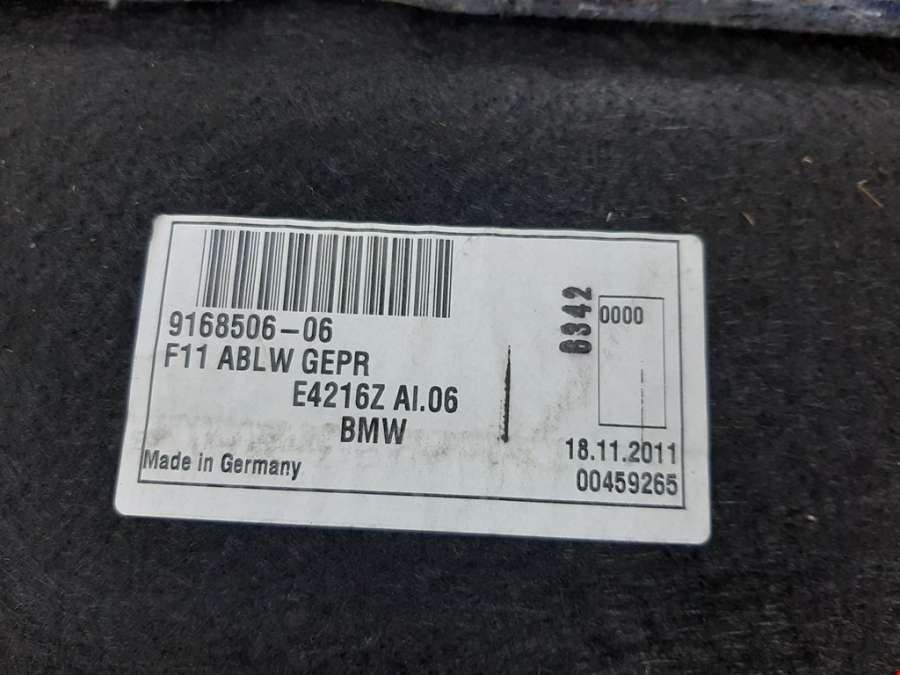 9168506-06
F11 ABLW GEPR
E4216Z AI.06
BMW
Made in Germany
6342
0000
18.11.2011
00459265